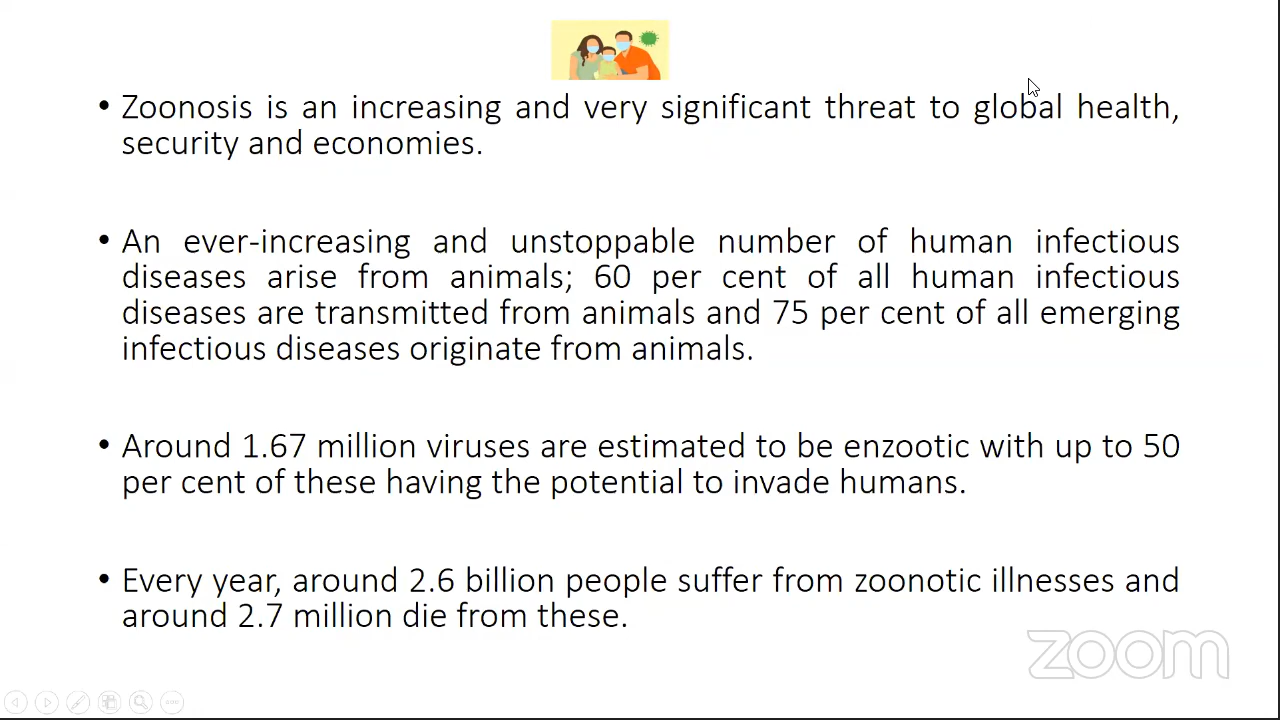 • Zoonosis is an increasing and very significant threat to global health,
security and economies.
• An ever-increasing and unstoppable number of human infectious
diseases arise from animals; 60 per cent of all human infectious
diseases are transmitted from animals and 75 per cent of all emerging
infectious diseases originate from animals.
• Around 1.67 million viruses are estimated to be enzootic with up to 50
per cent of these having the potential to invade humans.
• Every year, around 2.6 billion people suffer from zoonotic illnesses and
around 2.7 million die from these.
zoom